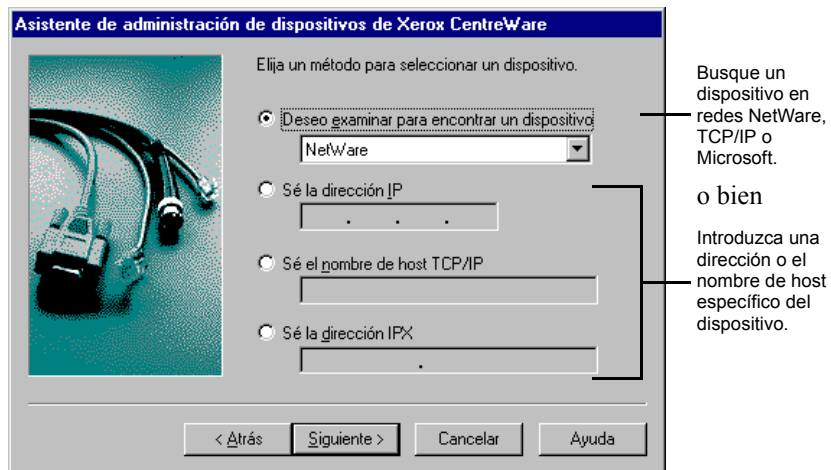 Asistente de administración de dispositivos de Xerox CentreWare
Elija un método para seleccionar un dispositivo.
Deseo examinar para encontrar un dispositivo
NetWare
Sé la dirección IP
. . .
Sé el nombre de host TCP/IP
Sé la dirección IPX
.
< Atrás
Siguiente >
Cancelar
Ayuda
Busque un
dispositivo en
redes NetWare,
TCP/IP o
Microsoft.
o bien
Introduzca una
dirección o el
nombre de host
específico del
dispositivo.